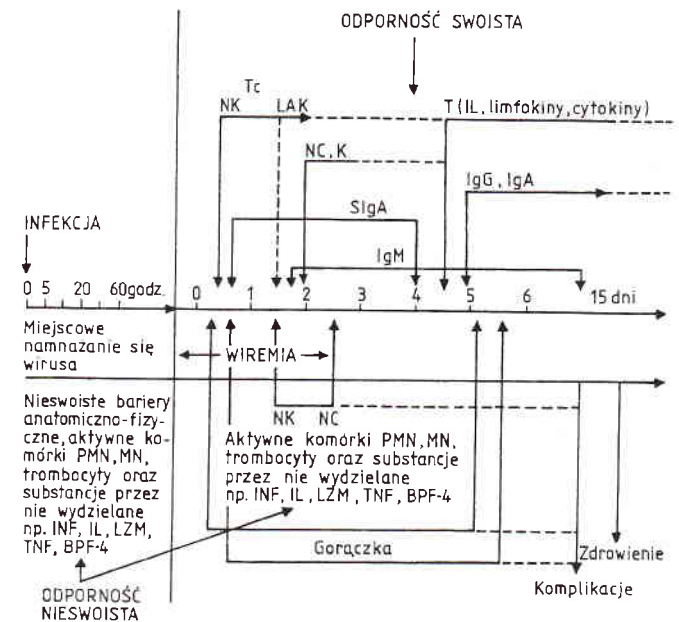 ODPORNOŚĆ SWOISTA
Tc
NK LAK
T (IL, limfokiny, cytokiny)
NC, K
IgG, IgA
SIgA
INFEKCJA
IgM
0 5 20 60godz.
0 1 2 3 4 5 6 15 dni
Miejscowe
namnażanie się
wirusa
WIREMIA
Nieswoiste bariery
anatomiczno-fizy-
czne, aktywne ko-
mórki PMN, MN,
trombocyty oraz
substancje przez
nie wydzielane
np. INF, IL, LZM,
TNF, BPF-4
NK NC
Aktywne komórki PMN, MN,
trombocyty oraz substancje
przez nie wydzielane
np. INF, IL, LZM, TNF, BPF-4
Gorączka
Zdrowienie
Komplikacje
ODPORNOŚĆ
NIESWOISTA